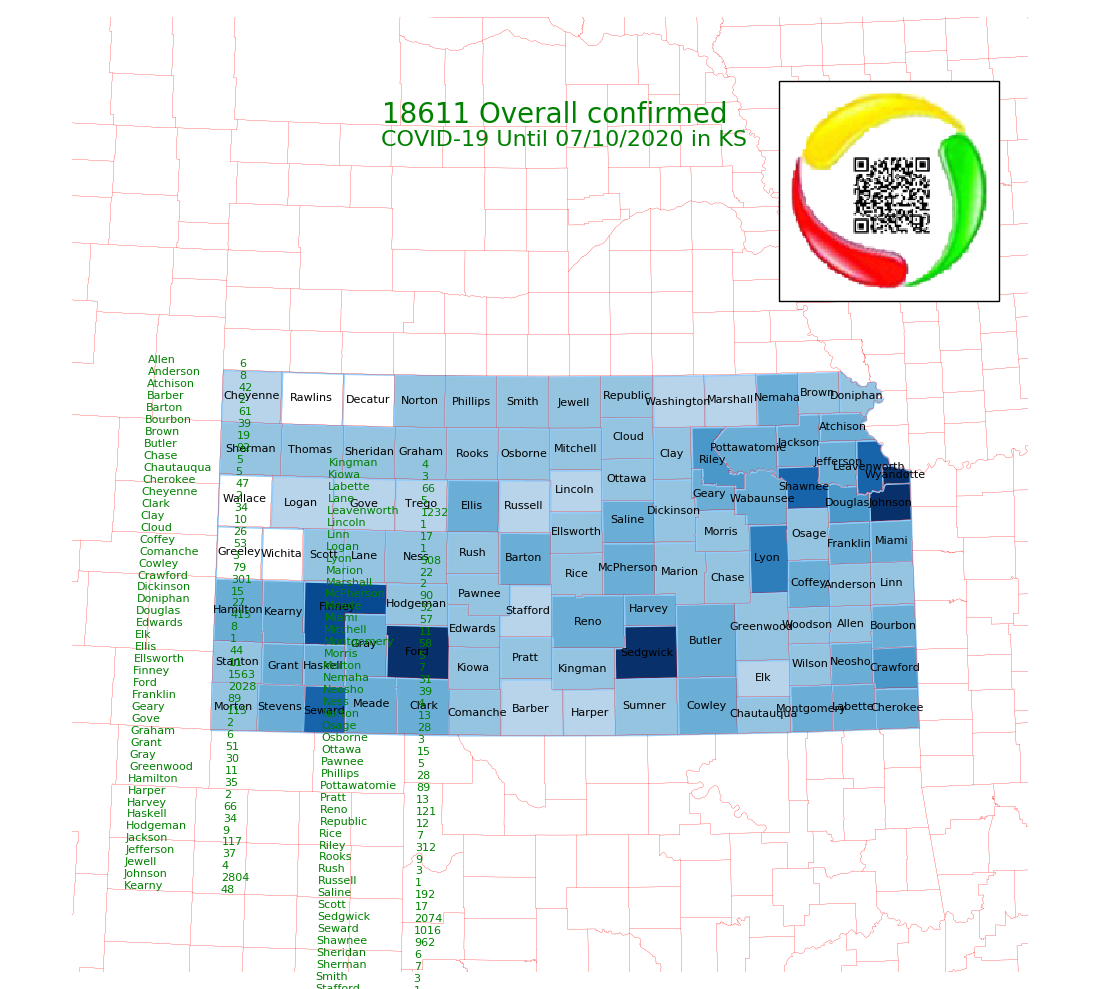 18611 Overall confirmed
COVID-19 Until 07/10/2020 in KS
Allen 6
Anderson 8
Atchison 42
Barber
Barton 61
Bourbon 39
Brown 19
Butler 92
Chase 5
Chautauqua 5
Cherokee 47
Cheyenne
Clark 34
Clay 10
Cloud 26
Coffey 53
Comanche
Cowley 79
Crawford 301
Dickinson 15
Doniphan 27
Douglas 415
Edwards 8
Elk 1
Ellis 44
Ellsworth 11
Finney 1563
Ford 2028
Franklin 89
Geary 115
Gove 2
Graham 6
Grant 51
Gray 30
Greenwood 11
Hamilton 35
Harper 2
Harvey 66
Haskell 34
Hodgeman 9
Jackson 117
Jefferson 37
Jewell 4
Johnson 2804
Kearny 48
Kingman 4
Kiowa 3
Labette 66
Lane 5
Leavenworth 1232
Lincoln 1
Linn 17
Logan 1
Lyon 508
Marion 22
Marshall 2
McPherson 90
Meade 32
Miami 57
Mitchell 11
Montgomery 58
Morris
Morton 7
Nemaha 31
Neosho 39
Ness
Norton 13
Osage 28
Osborne 3
Ottawa 15
Pawnee 5
Phillips 28
Pottawatomie 89
Pratt 13
Reno 121
Republic 12
Rice 7
Riley 312
Rooks 9
Rush 3
Russell 1
Saline 192
Scott 17
Sedgwick 2074
Seward 1016
Shawnee 962
Sheridan 6
Sherman 7
Smith 3
Stafford 1
Cheyenne Rawlins Decatur Norton Phillips Smith Jewell Republic Washington Marshall Nemaha Brown Doniphan
Sherman Thomas Sheridan Graham Rooks Osborne Mitchell Cloud Clay Riley Pottawatomie Jackson Atchison
Jefferson Leavenworth Wyandotte
Wallace Logan Gove Trego Ellis Russell Lincoln Ottawa Geary Wabaunsee Shawnee Douglas Johnson
Saline Dickinson
Greeley Wichita Scott Lane Ness Rush Barton Ellsworth Morris Osage Franklin Miami
Rice McPherson Marion Chase Lyon Coffey Anderson Linn
Hamilton Kearny Finney Hodgeman Pawnee Stafford Reno Harvey Greenwood Woodson Allen Bourbon
Gray Ford Edwards Sedgwick Butler
Stanton Grant Haskell Kiowa Pratt Kingman Elk Wilson Neosho Crawford
Morton Stevens Seward Meade Clark Comanche Barber Harper Sumner Cowley Chautauqua Montgomery Labette Cherokee